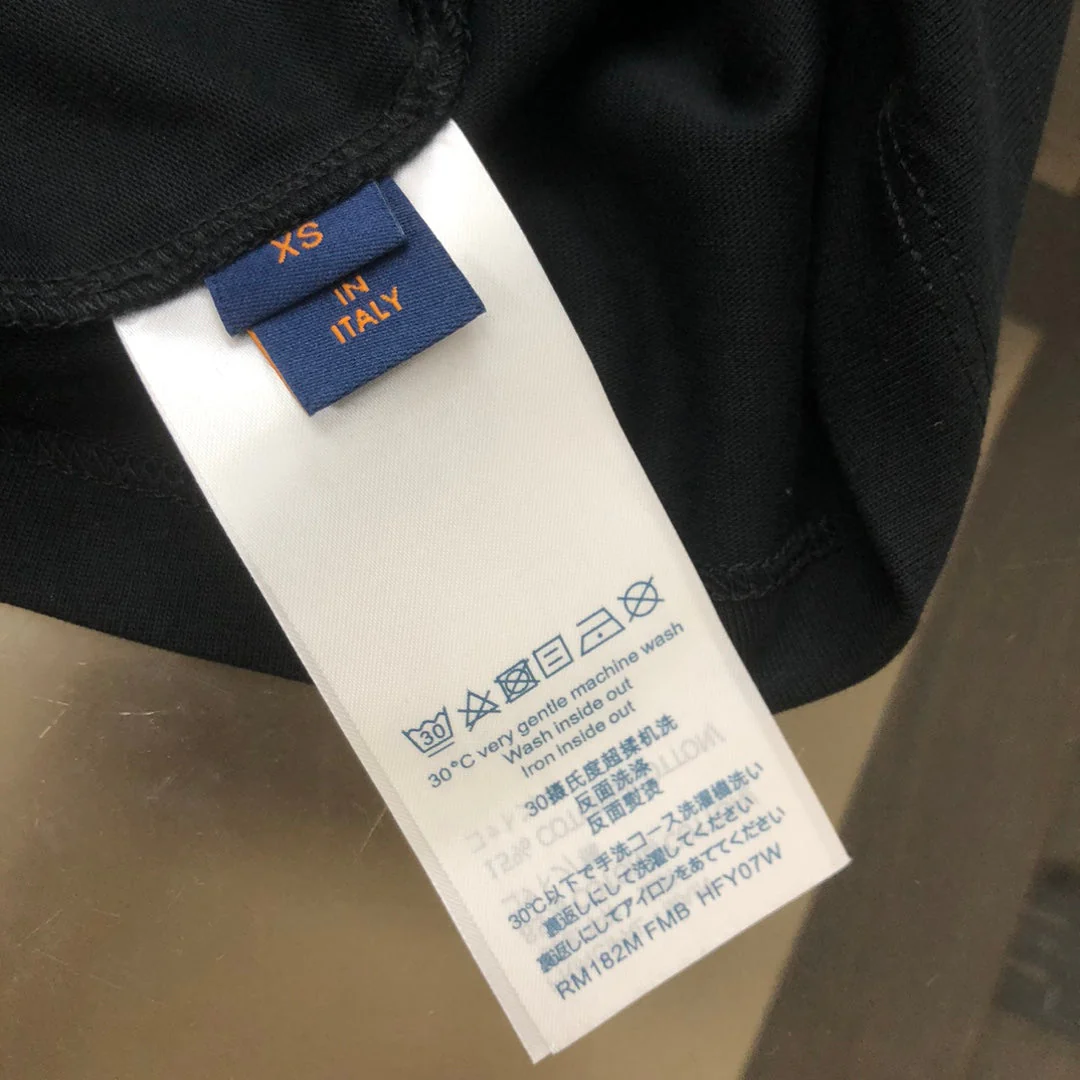 XS
IN
ITALY
30
30°C very gentle machine wash
Wash inside out
Iron inside out
30摄氏度超揉机洗
反面洗涤
反面熨烫
30℃以下で手洗コース洗濯機洗い
裏返しにして洗濯してください
裏返しにしてアイロンをあててください
RM182M FMB HFY07W